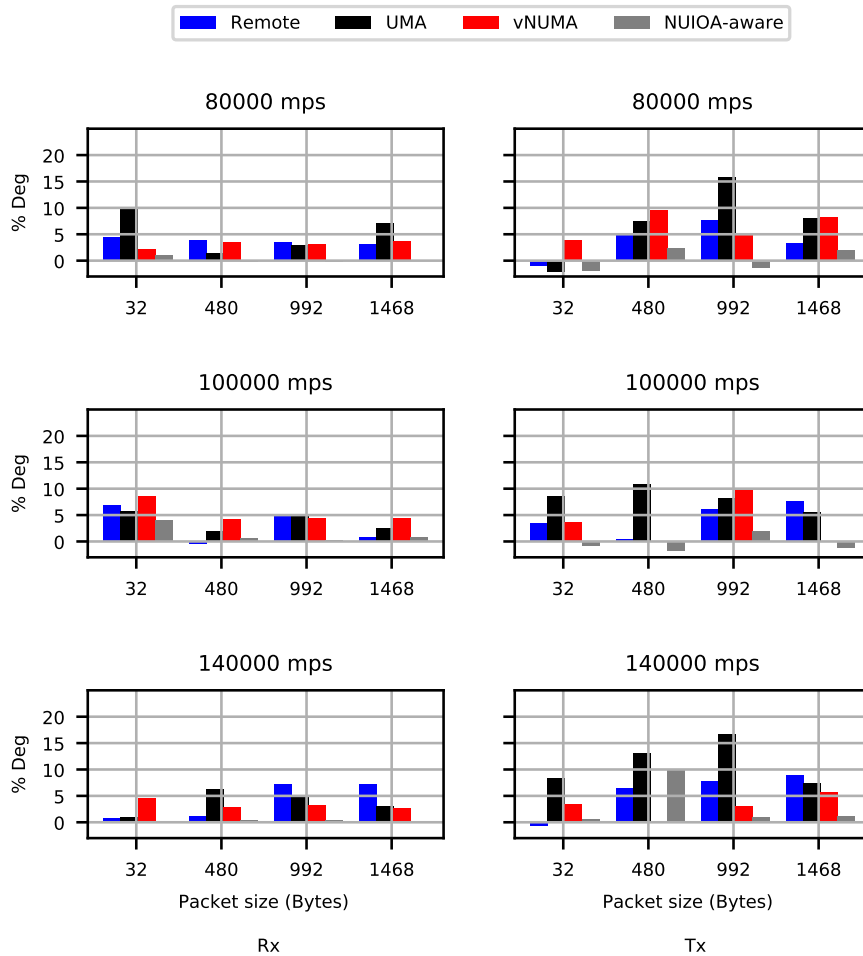 Remote UMA vNUMA NUIOA-aware
80000 mps
% Deg
20
15
10
5
0
32 480 992 1468
80000 mps
20
15
10
5
0
32 480 992 1468
100000 mps
% Deg
20
15
10
5
0
32 480 992 1468
100000 mps
20
15
10
5
0
32 480 992 1468
140000 mps
% Deg
20
15
10
5
0
32 480 992 1468
Packet size (Bytes)
Rx
140000 mps
20
15
10
5
0
32 480 992 1468
Packet size (Bytes)
Tx